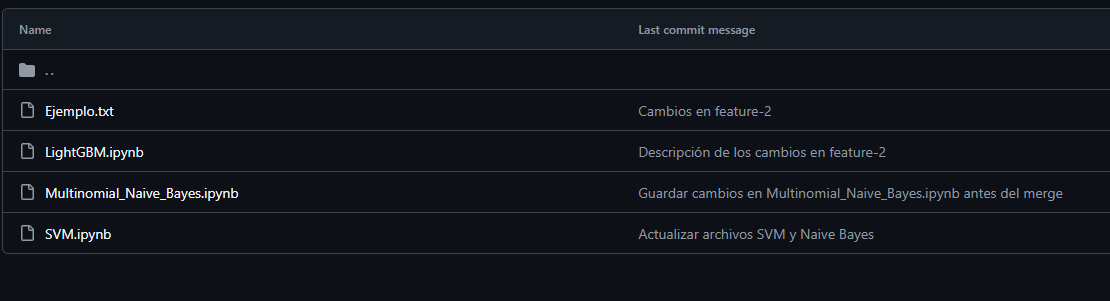 Name Last commit message
..
Ejemplo.txt Cambios en feature-2
LightGBM.ipynb Descripción de los cambios en feature-2
Multinomial_Naive_Bayes.ipynb Guardar cambios en Multinomial_Naive_Bayes.ipynb antes del merge
SVM.ipynb Actualizar archivos SVM y Naive Bayes